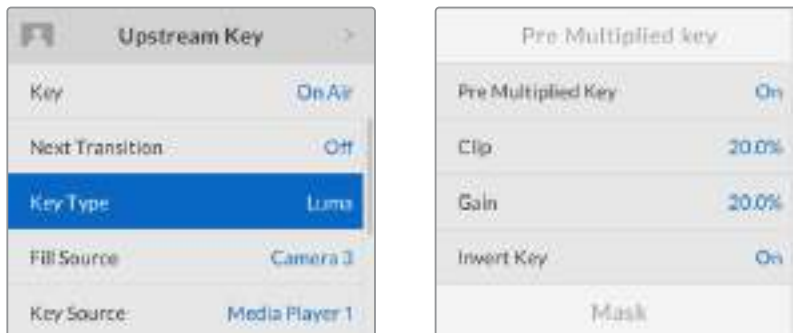 Upstream Key
Key On Air
Next Transition Off
Key Type Luma
Fill Source Camera 3
Key Source Media Player 1
Pre Multiplied key
Pre Multiplied Key On
Clip 20.0%
Gain 20.0%
Invert Key On
Mask